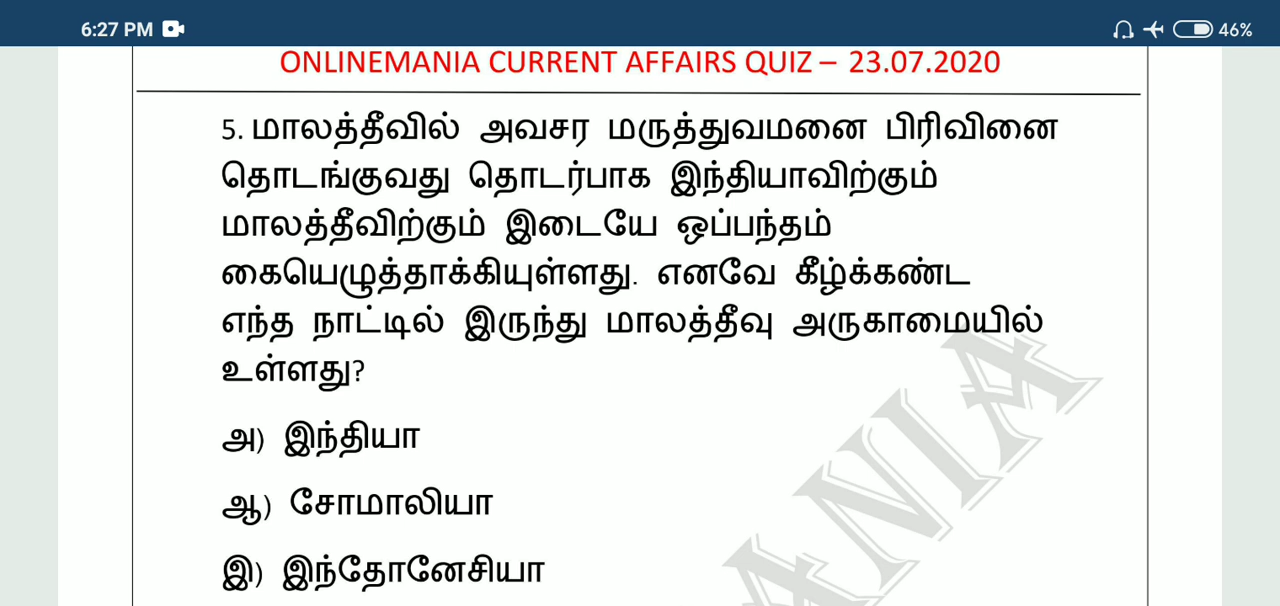 6:27 PM
46%
ONLINEMANIA CURRENT AFFAIRS QUIZ – 23.07.2020
5. மாலத்தீவில் அவசர மருத்துவமனை பிரிவினை
தொடங்குவது தொடர்பாக இந்தியாவிற்கும்
மாலத்தீவிற்கும் இடையே ஒப்பந்தம்
கையெழுத்தாக்கியுள்ளது. எனவே கீழ்க்கண்ட
எந்த நாட்டில் இருந்து மாலத்தீவு அருகாமையில்
உள்ளது?
அ) இந்தியா
ஆ) சோமாலியா
இ) இந்தோனேசியா
ANIA